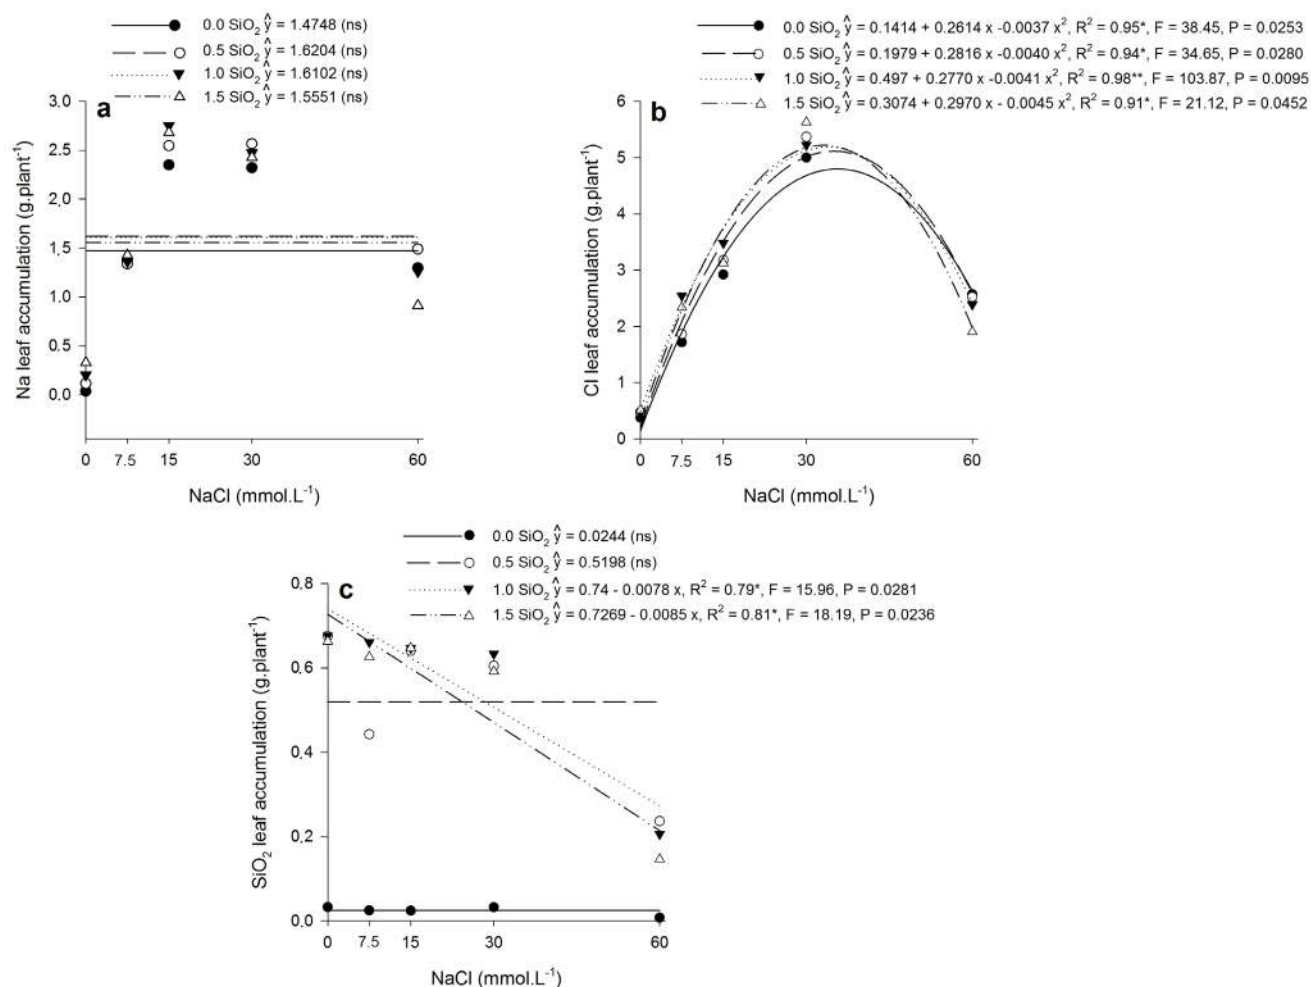 0.0 SiO₂ ŷ = 1.4748 (ns)
0.5 SiO₂ ŷ = 1.6204 (ns)
1.0 SiO₂ ŷ = 1.6102 (ns)
1.5 SiO₂ ŷ = 1.5551 (ns)
a
3.0
2.5
2.0
1.5
1.0
0.5
0.0
Na leaf accumulation (g.plant⁻¹)
0 7.5 15 30 60
NaCl (mmol.L⁻¹)
0.0 SiO₂ ŷ = 0.1414 + 0.2614 x -0.0037 x², R² = 0.95*, F = 38.45, P = 0.0253
0.5 SiO₂ ŷ = 0.1979 + 0.2816 x -0.0040 x², R² = 0.94*, F = 34.65, P = 0.0280
1.0 SiO₂ ŷ = 0.497 + 0.2770 x -0.0041 x², R² = 0.98**, F = 103.87, P = 0.0095
1.5 SiO₂ ŷ = 0.3074 + 0.2970 x - 0.0045 x², R² = 0.91*, F = 21.12, P = 0.0452
b
6
5
4
3
2
1
0
Cl leaf accumulation (g.plant⁻¹)
0 7.5 15 30 60
NaCl (mmol.L⁻¹)
0.0 SiO₂ ŷ = 0.0244 (ns)
0.5 SiO₂ ŷ = 0.5198 (ns)
1.0 SiO₂ ŷ = 0.74 - 0.0078 x, R² = 0.79*, F = 15.96, P = 0.0281
1.5 SiO₂ ŷ = 0.7269 - 0.0085 x, R² = 0.81*, F = 18.19, P = 0.0236
c
0.8
0.6
0.4
0.2
0.0
SiO₂ leaf accumulation (g.plant⁻¹)
0 7.5 15 30 60
NaCl (mmol.L⁻¹)